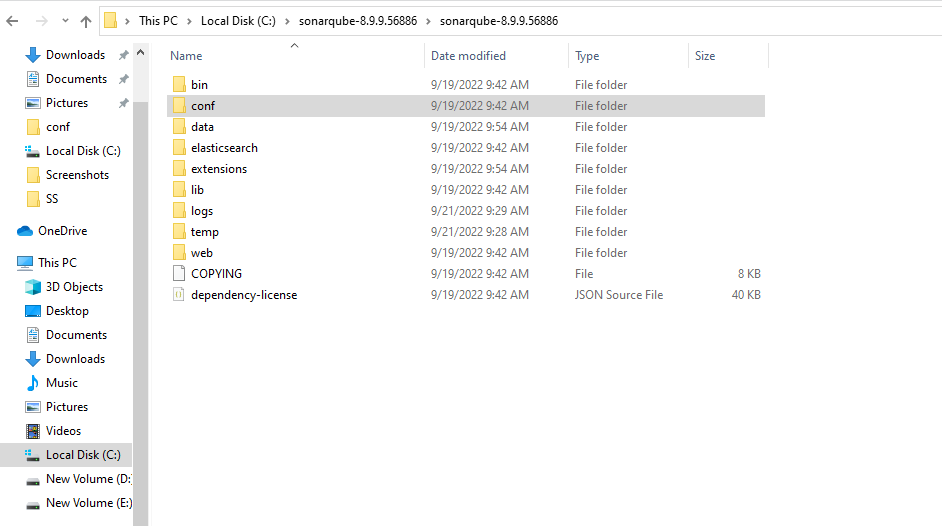 This PC > Local Disk (C:) > sonarqube-8.9.9.56886 > sonarqube-8.9.9.56886
Downloads
Documents
Pictures
conf
Local Disk (C:)
Screenshots
SS
OneDrive
This PC
3D Objects
Desktop
Documents
Downloads
Music
Pictures
Videos
Local Disk (C:)
New Volume (D:
New Volume (E:)
Name Date modified Type Size
bin 9/19/2022 9:42 AM File folder
conf 9/19/2022 9:42 AM File folder
data 9/19/2022 9:54 AM File folder
elasticsearch 9/19/2022 9:42 AM File folder
extensions 9/19/2022 9:54 AM File folder
lib 9/19/2022 9:42 AM File folder
logs 9/21/2022 9:29 AM File folder
temp 9/21/2022 9:28 AM File folder
web 9/19/2022 9:42 AM File folder
COPYING 9/19/2022 9:42 AM File 8 KB
dependency-license 9/19/2022 9:42 AM JSON Source File 40 KB